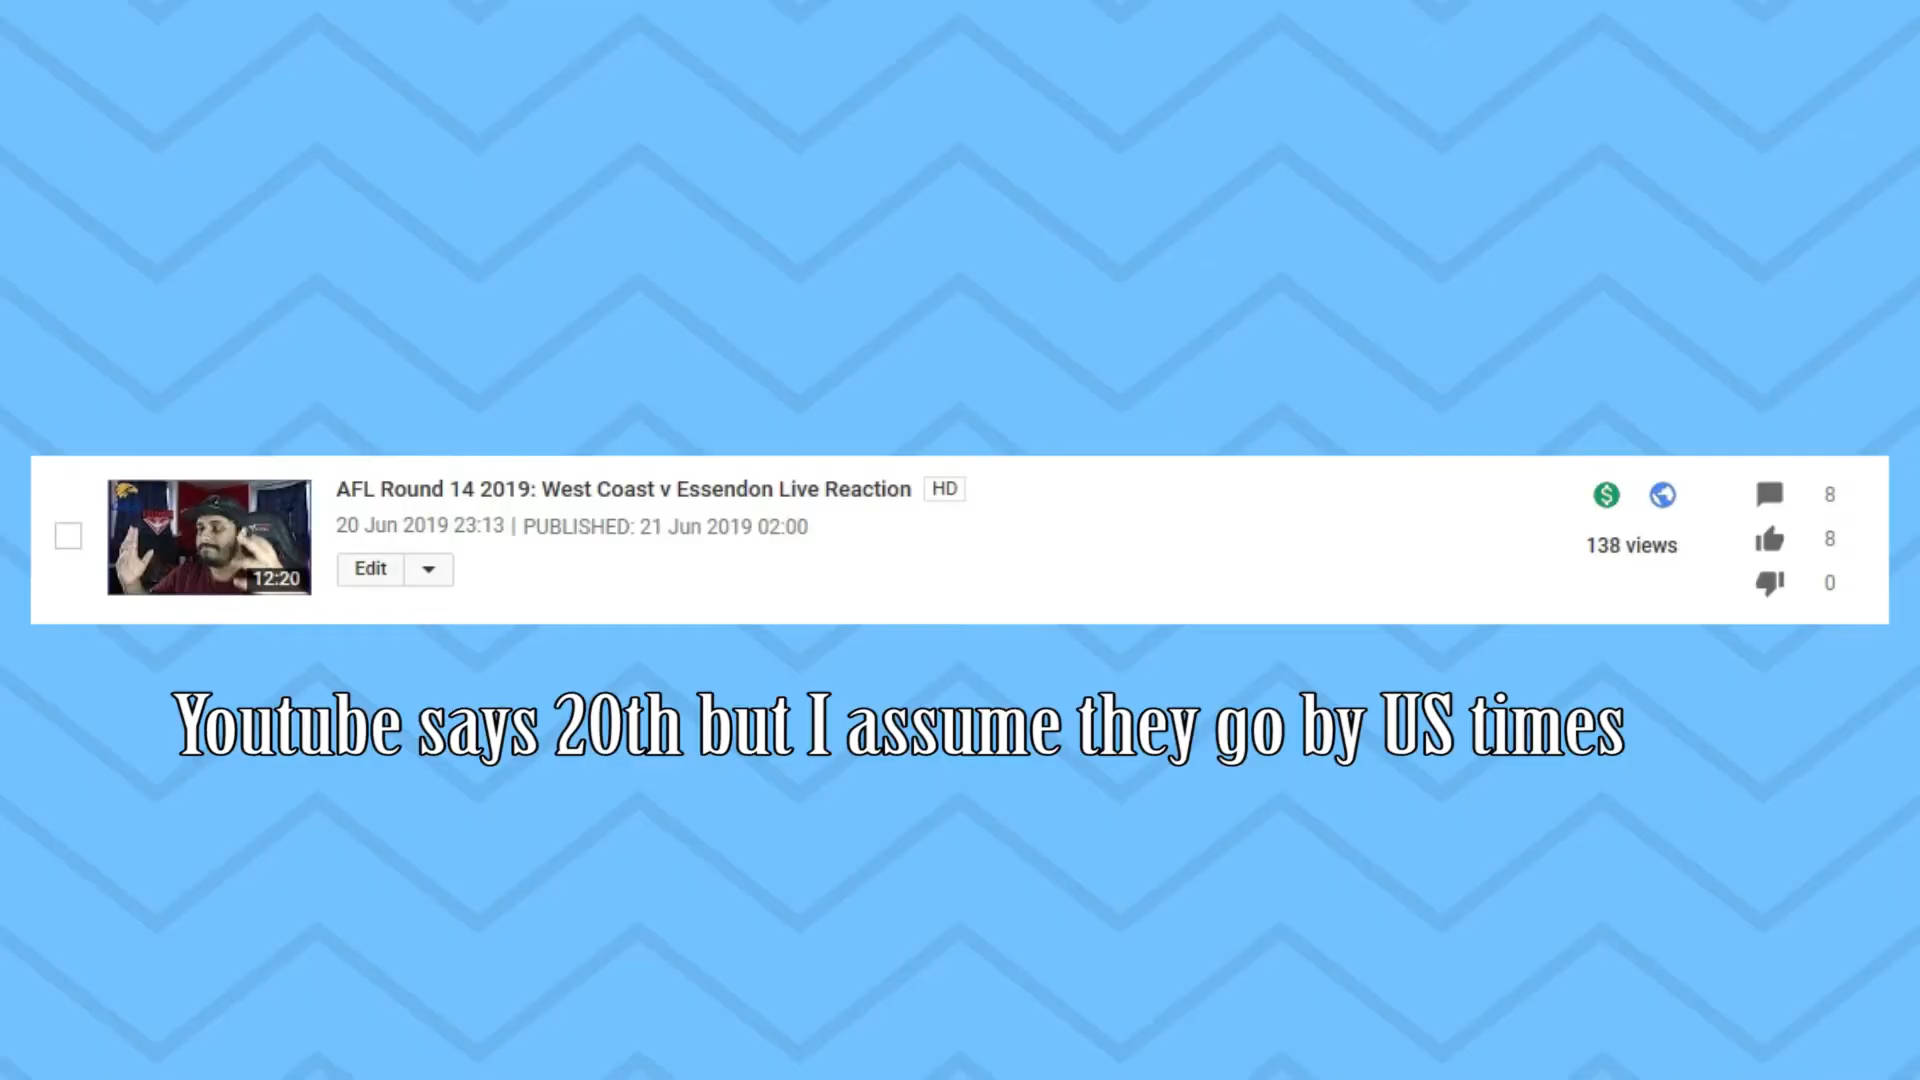 AFL Round 14 2019: West Coast v Essendon Live Reaction HD
20 Jun 2019 23:13 | PUBLISHED: 21 Jun 2019 02:00
Edit
12:20
138 views
8
8
0
Youtube says 20th but I assume they go by US times